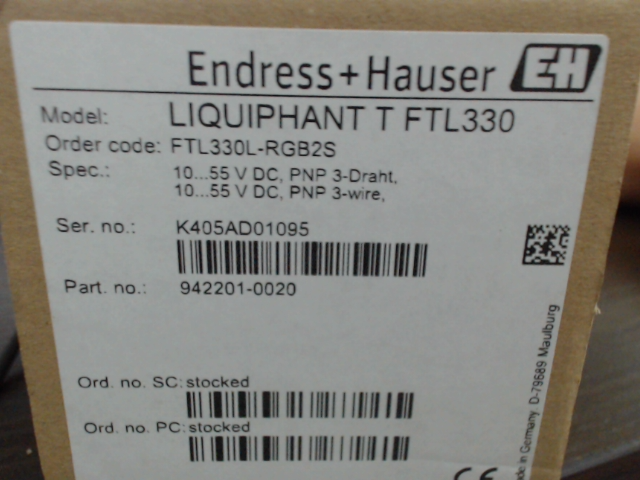 Endress+Hauser EH
Model: LIQUIPHANT T FTL330
Order code: FTL330L-RGB2S
Spec.: 10...55 V DC, PNP 3-Draht,
10...55 V DC, PNP 3-wire,
Ser. no.: K405AD01095
Part. no.: 942201-0020
Ord. no. SC: stocked
Ord. no. PC: stocked
in Germany, D-79689 Maulburg
CE